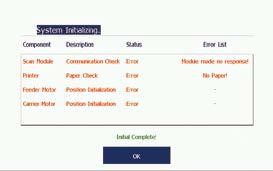 System Initializing..
Component Description Status Error List
Scan Module Communication Check Error Module made no response!
Printer Paper Check Error No Paper!
Feeder Motor Position Initialization Error -
Carrier Motor Position Initialization Error -
Initial Complete!
OK